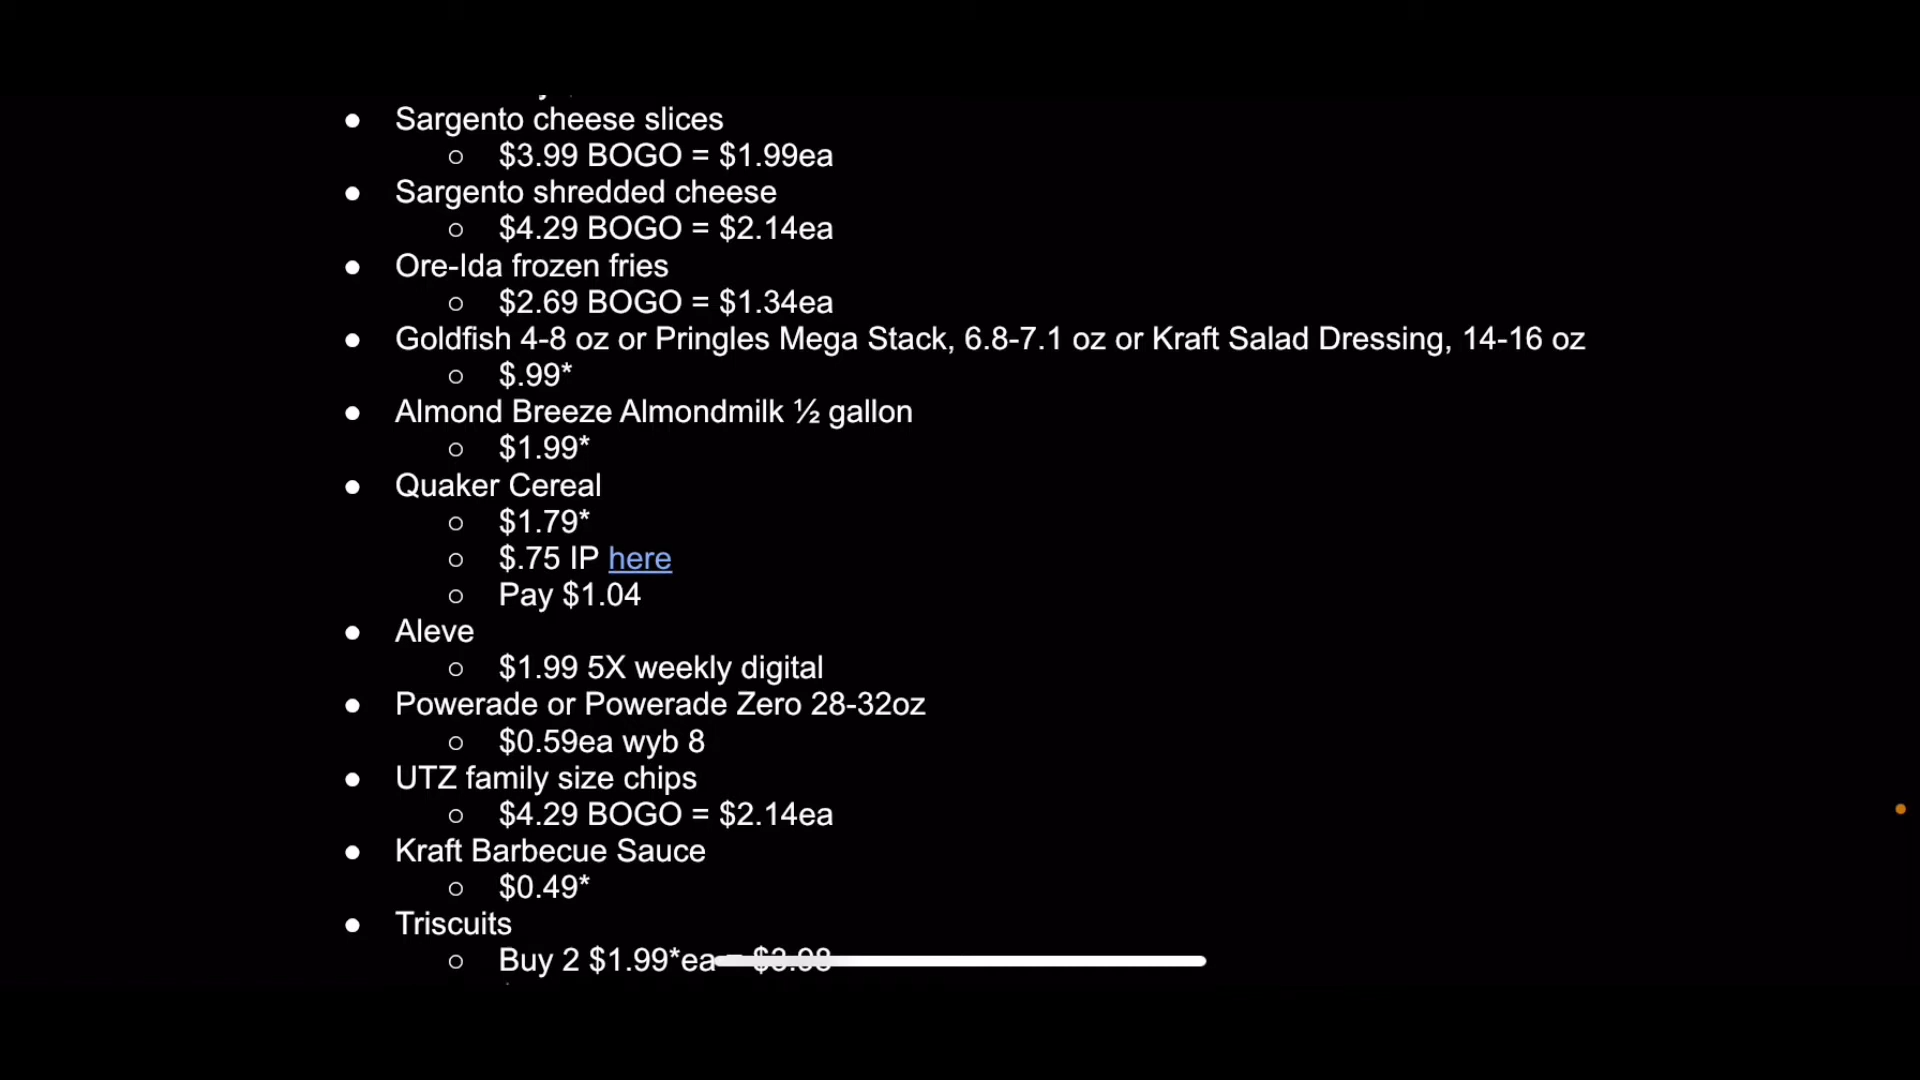 ● Sargento cheese slices
○ $3.99 BOGO = $1.99ea
● Sargento shredded cheese
○ $4.29 BOGO = $2.14ea
● Ore-Ida frozen fries
○ $2.69 BOGO = $1.34ea
● Goldfish 4-8 oz or Pringles Mega Stack, 6.8-7.1 oz or Kraft Salad Dressing, 14-16 oz
○ $.99*
● Almond Breeze Almondmilk ½ gallon
○ $1.99*
● Quaker Cereal
○ $1.79*
○ $.75 IP here
○ Pay $1.04
● Aleve
○ $1.99 5X weekly digital
● Powerade or Powerade Zero 28-32oz
○ $0.59ea wyb 8
● UTZ family size chips
○ $4.29 BOGO = $2.14ea
● Kraft Barbecue Sauce
○ $0.49*
● Triscuits
○ Buy 2 $1.99*ea = $3.98